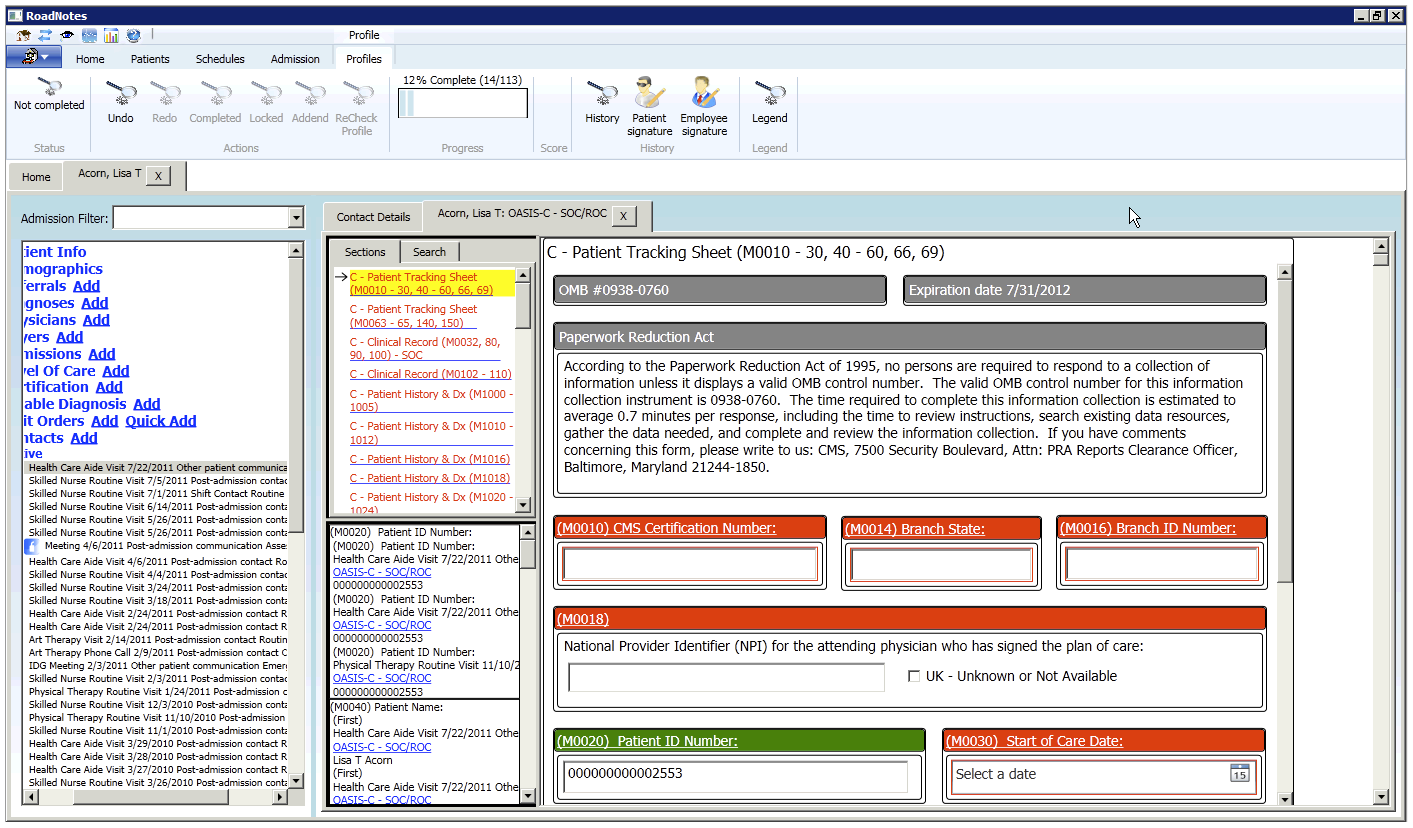 RoadNotes
Profile
Home Patients Schedules Admission Profiles
Not completed
Status
Undo Redo Completed Locked Addend ReCheck Profile
Actions
12% Complete (14/113)
Progress
Score
History Patient signature Employee signature
History
Legend
Legend
Home Acorn, Lisa T X
Admission Filter:
tient Info
mographics
ferrals Add
gnoses Add
ysicians Add
yers Add
missions Add
vel Of Care Add
rtification Add
able Diagnosis Add
it Orders Add Quick Add
ntacts Add
tive
Health Care Aide Visit 7/22/2011 Other patient communica
Skilled Nurse Routine Visit 7/5/2011 Post-admission contac
Skilled Nurse Visit 7/1/2011 Shift Contact Routine
Skilled Nurse Routine Visit 6/14/2011 Post-admission conta
Skilled Nurse Routine Visit 5/26/2011 Post-admission conta
Skilled Nurse Routine Visit 5/26/2011 Post-admission conta
Meeting 4/6/2011 Post-admission communication Asse
Health Care Aide Visit 4/6/2011 Post-admission contact Ro
Skilled Nurse Routine Visit 4/4/2011 Post-admission contac
Skilled Nurse Routine Visit 3/24/2011 Post-admission conta
Skilled Nurse Routine Visit 3/18/2011 Post-admission conta
Health Care Aide Visit 2/24/2011 Post-admission contact R
Health Care Aide Visit 2/24/2011 Post-admission contact R
Art Therapy Visit 2/14/2011 Post-admission contact Routin
Art Therapy Phone Call 2/9/2011 Post-admission contact C
IDG Meeting 2/3/2011 Other patient communication Emer
Skilled Nurse Routine Visit 2/3/2011 Post-admission contac
Physical Therapy Routine Visit 1/24/2011 Post-admission c
Skilled Nurse Routine Visit 12/3/2010 Post-admission conta
Physical Therapy Routine Visit 11/10/2010 Post-admission
Skilled Nurse Routine Visit 11/1/2010 Post-admission conta
Health Care Aide Visit 3/29/2010 Post-admission contact R
Health Care Aide Visit 3/28/2010 Post-admission contact R
Health Care Aide Visit 3/27/2010 Post-admission contact R
Skilled Nurse Routine Visit 3/26/2010 Post-admission conta
Contact Details Acorn, Lisa T: OASIS-C - SOC/ROC X
Sections Search
C - Patient Tracking Sheet
(M0010 - 30, 40 - 60, 66, 69)
C - Patient Tracking Sheet
(M0063 - 65, 140, 150)
C - Clinical Record (M0032, 80,
90, 100) - SOC
C - Clinical Record (M0102 - 110)
C - Patient History & Dx (M1000 -
1005)
C - Patient History & Dx (M1010 -
1012)
C - Patient History & Dx (M1016)
C - Patient History & Dx (M1018)
C - Patient History & Dx (M1020 -
1024)
(M0020) Patient ID Number:
(M0020) Patient ID Number:
Health Care Aide Visit 7/22/2011 Othe
OASIS-C - SOC/ROC
000000000002553
(M0020) Patient ID Number:
Health Care Aide Visit 7/22/2011 Othe
OASIS-C - SOC/ROC
000000000002553
(M0020) Patient ID Number:
Physical Therapy Routine Visit 11/10/2
OASIS-C - SOC/ROC
000000000002553
(M0040) Patient Name:
(First)
Health Care Aide Visit 7/22/2011 Othe
OASIS-C - SOC/ROC
Lisa T Acorn
(First)
Health Care Aide Visit 7/22/2011 Othe
OASIS-C - SOC/ROC
C - Patient Tracking Sheet (M0010 - 30, 40 - 60, 66, 69)
OMB #0938-0760 Expiration date 7/31/2012
Paperwork Reduction Act
According to the Paperwork Reduction Act of 1995, no persons are required to respond to a collection of
information unless it displays a valid OMB control number. The valid OMB control number for this information
collection instrument is 0938-0760. The time required to complete this information collection is estimated to
average 0.7 minutes per response, including the time to review instructions, search existing data resources,
gather the data needed, and complete and review the information collection. If you have comments
concerning this form, please write to us: CMS, 7500 Security Boulevard, Attn: PRA Reports Clearance Officer,
Baltimore, Maryland 21244-1850.
(M0010) CMS Certification Number: (M0014) Branch State: (M0016) Branch ID Number:
(M0018)
National Provider Identifier (NPI) for the attending physician who has signed the plan of care:
UK - Unknown or Not Available
(M0020) Patient ID Number: (M0030) Start of Care Date:
000000000002553 Select a date 15